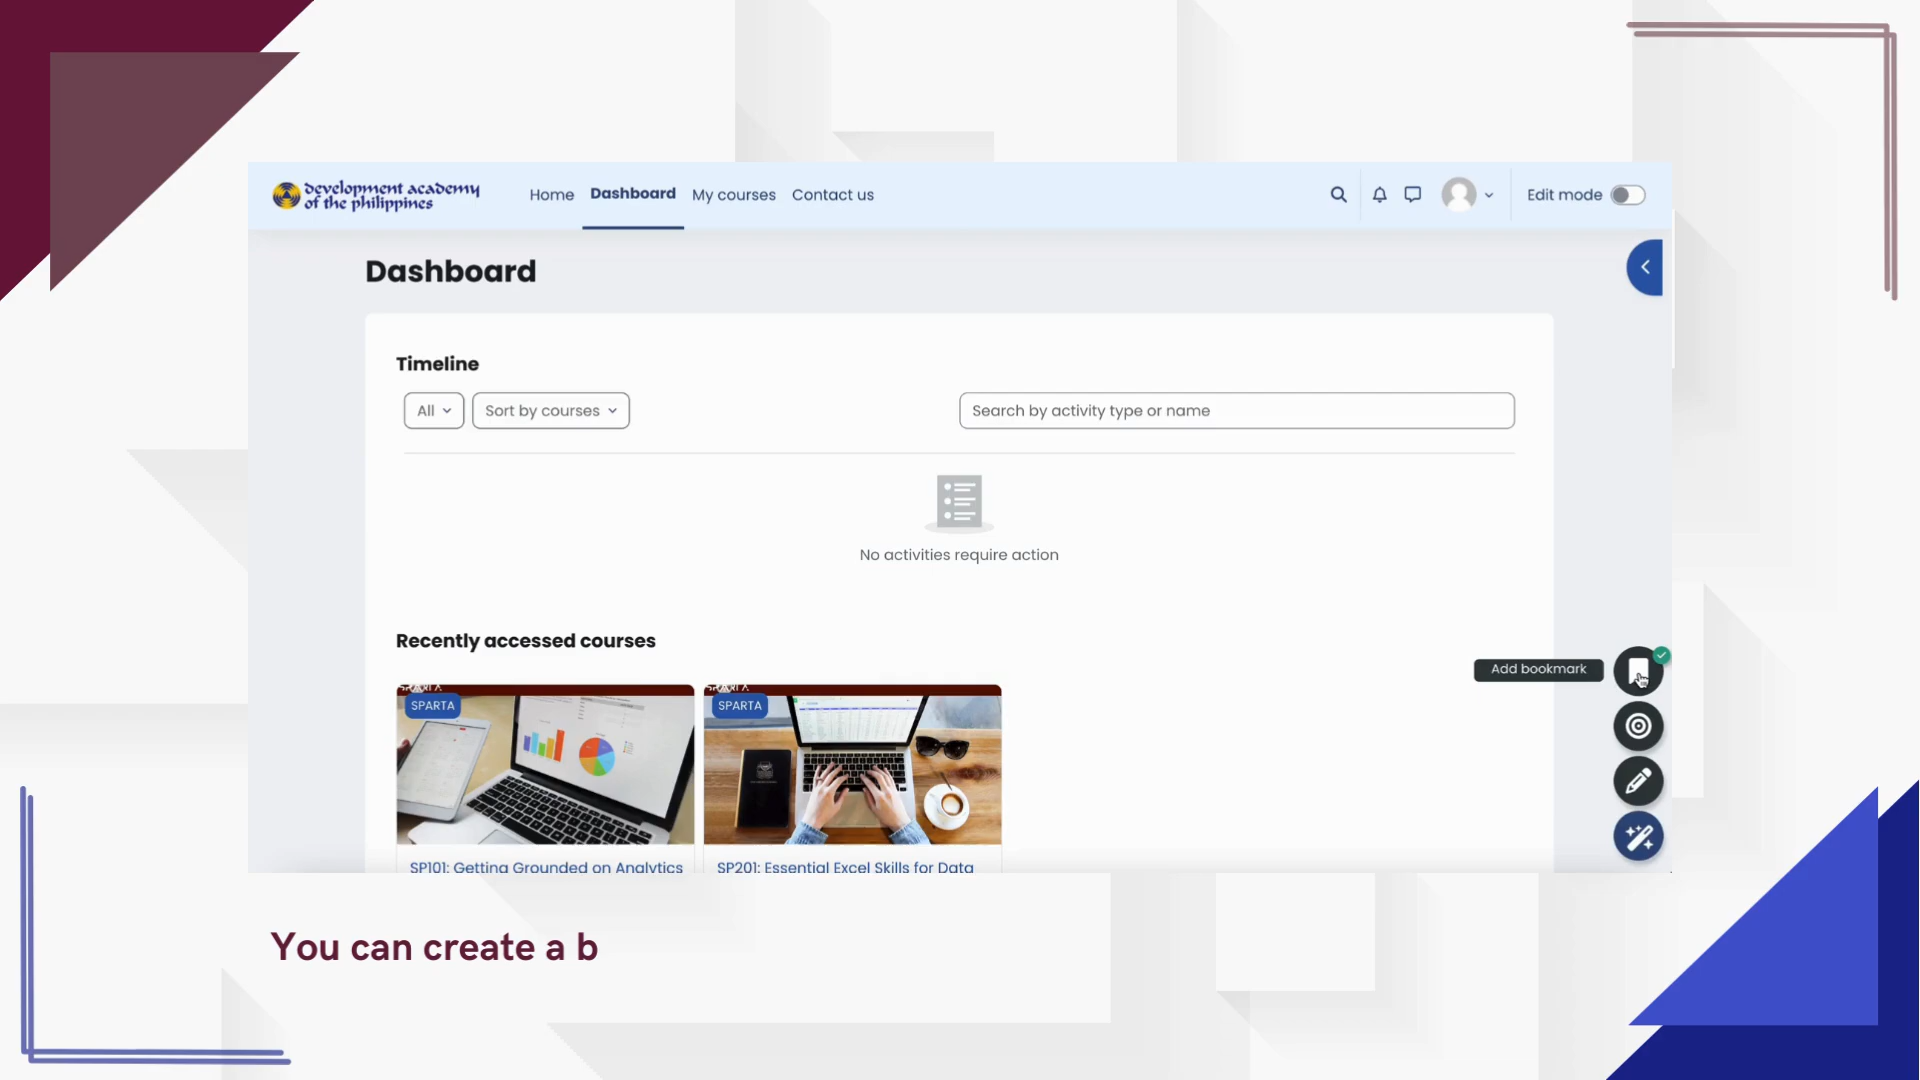 development academy
of the philippines
Home
Dashboard
My courses
Contact us
Edit mode
Dashboard
Timeline
All
Sort by courses
Search by activity type or name
No activities require action
Recently accessed courses
Add bookmark
SPARTA
SPARTA
SP101: Getting Grounded on Analytics
SP201: Essential Excel Skills for Data
You can create a b